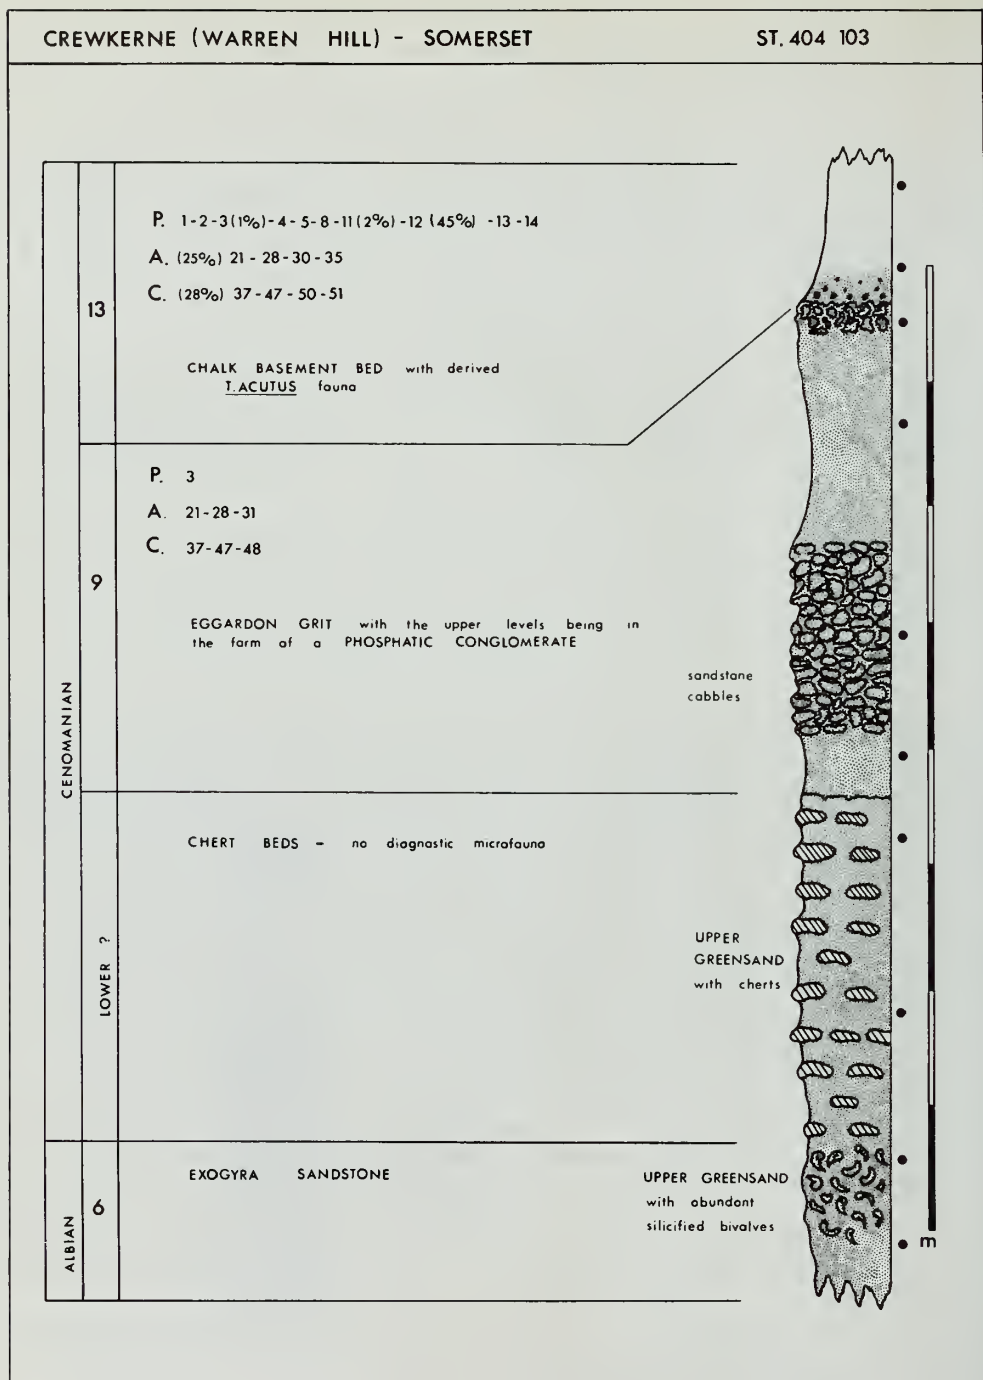 CREWKERNE (WARREN HILL) - SOMERSET ST. 404 103
P. 1-2-3(1%)-4-5-8-11(2%)-12 (45%) -13-14
A. (25%) 21-28-30-35
C. (28%) 37-47-50-51
13
CHALK BASEMENT BED with derived
T.ACUTUS fauna
P. 3
A. 21-28-31
C. 37-47-48
9
EGGARDON GRIT with the upper levels being in
the form of a PHOSPHATIC CONGLOMERATE
sandstone
cobbles
CENOMANIAN
CHERT BEDS - no diagnostic microfauna
LOWER ?
UPPER
GREENSAND
with cherts
EXOGYRA SANDSTONE
6
ALBIAN
UPPER GREENSAND
with abundant
silicified bivalves
m